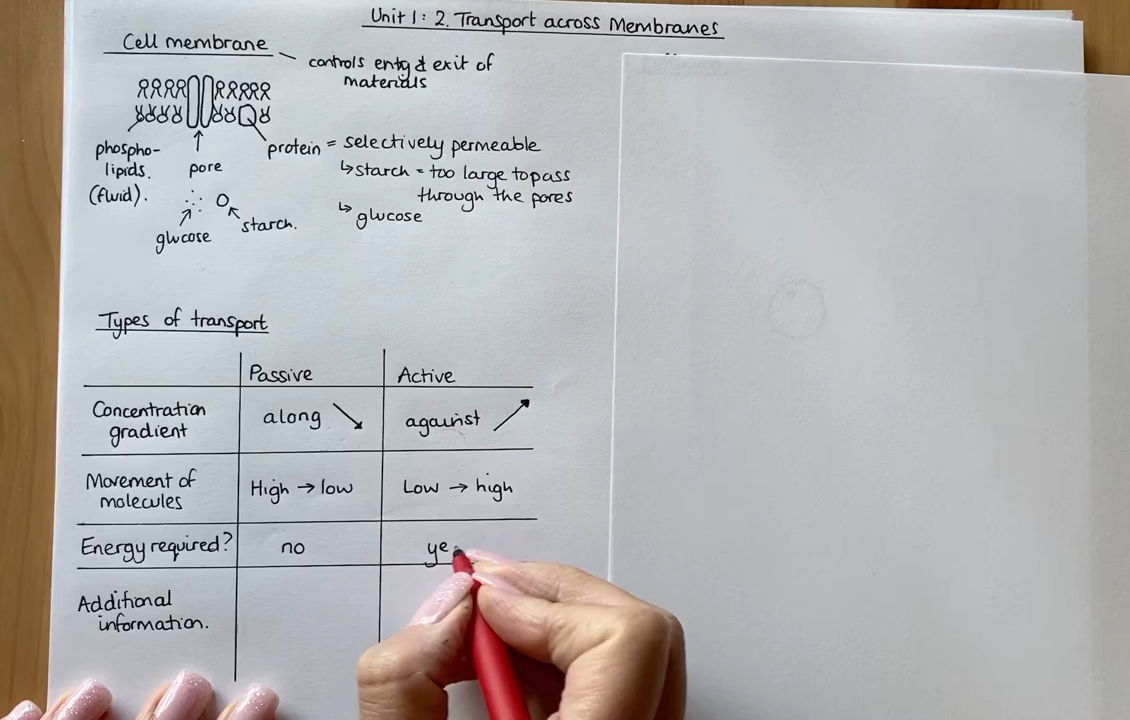 Unit 1: 2. Transport across Membranes
Cell membrane
controls entry & exit of
materials
phospho-
lipids.
(fluid).
pore
glucose
starch.
protein = selectively permeable
↳ starch = too large to pass
through the pores
↳ glucose
Types of transport
Passive Active
Concentration
gradient
along ↘ against ↗
Movement of
molecules
High → low Low → high
Energy required? no ye
Additional
information.